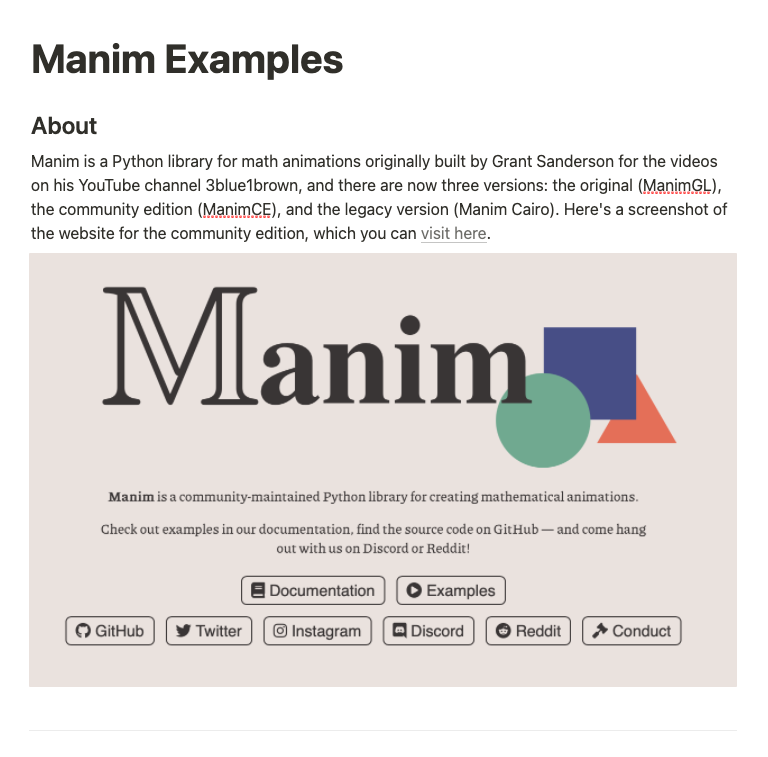 Manim Examples
About
Manim is a Python library for math animations originally built by Grant Sanderson for the videos
on his YouTube channel 3blue1brown, and there are now three versions: the original (ManimGL),
the community edition (ManimCE), and the legacy version (Manim Cairo). Here's a screenshot of
the website for the community edition, which you can visit here.
Manim
Manim is a community-maintained Python library for creating mathematical animations.
Check out examples in our documentation, find the source code on GitHub — and come hang
out with us on Discord or Reddit!
Documentation Examples
GitHub Twitter Instagram Discord Reddit Conduct